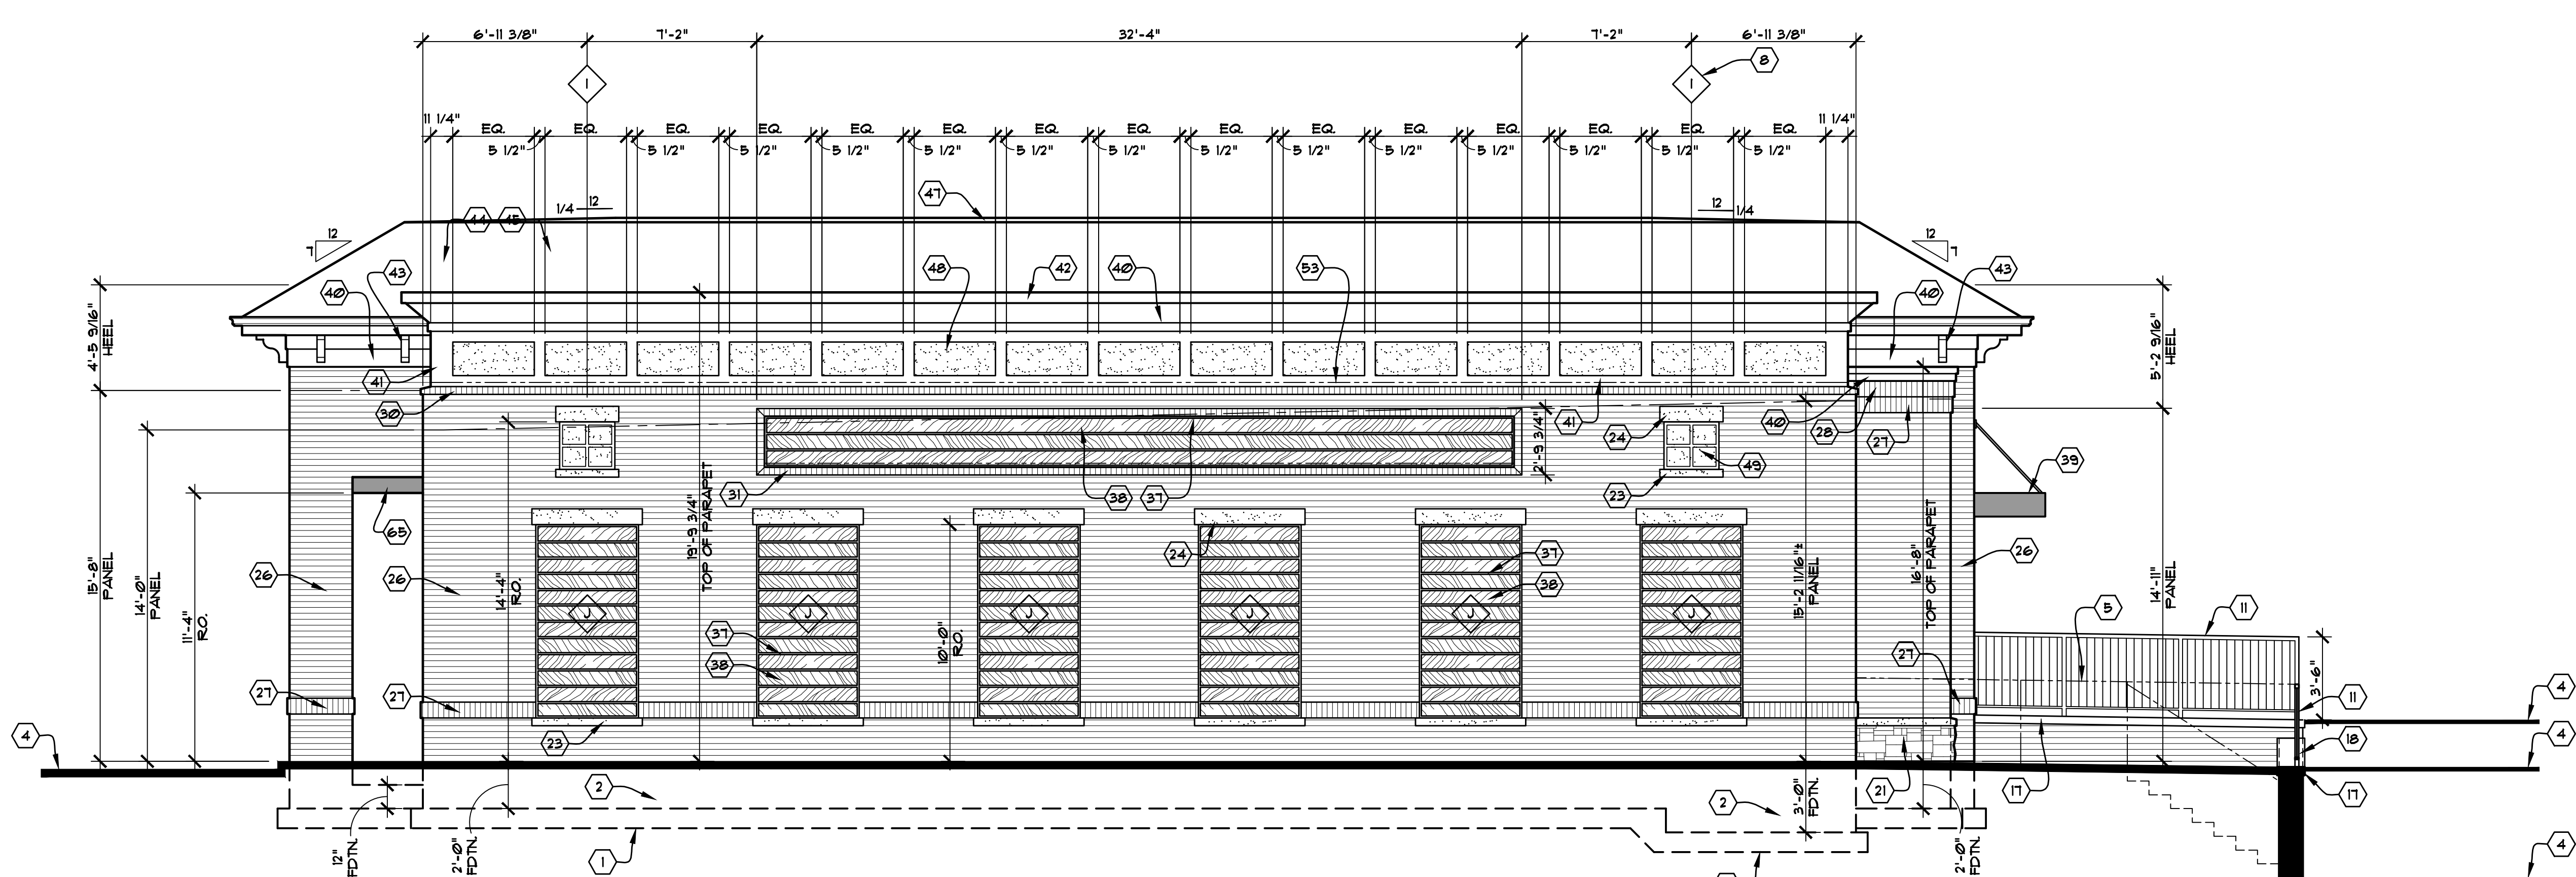 6'-11 3/8" 7'-2" 32'-4" 7'-2" 6'-11 3/8"
1 1 8
11 1/4" EQ. EQ. EQ. EQ. EQ. EQ. EQ. EQ. EQ. EQ. EQ. EQ. EQ. EQ. EQ. 11 1/4"
5 1/2" 5 1/2" 5 1/2" 5 1/2" 5 1/2" 5 1/2" 5 1/2" 5 1/2" 5 1/2" 5 1/2" 5 1/2" 5 1/2" 5 1/2" 5 1/2"
47
44 45 1/4 12 12 1/4
12 7 12 7
40 43 48 42 40 53 43 40
4'-5 9/16"
HEEL
5'-2 9/16"
HEEL
41 30 41 24 40 28 27
31 38 37 2'-9 3/4" 23 49 39
65 24 37 38
26 26 26
15'-8"
PANEL
14'-0"
PANEL
11'-4"
R.O.
14'-4"
R.O.
19'-9 3/4"
TOP OF PARAPET
10'-0"
R.O.
15'-2 11/16"±
PANEL
16'-8"
TOP OF PARAPET
14'-11"
PANEL
J J J J J J
37
38
5 11
27 3'-6"
27 27 11 4
4 23 18 4
2 2 21 17 17
12"
FDTN.
2'-0"
FDTN.
3'-0"
FDTN.
2'-0"
FDTN.
1 4